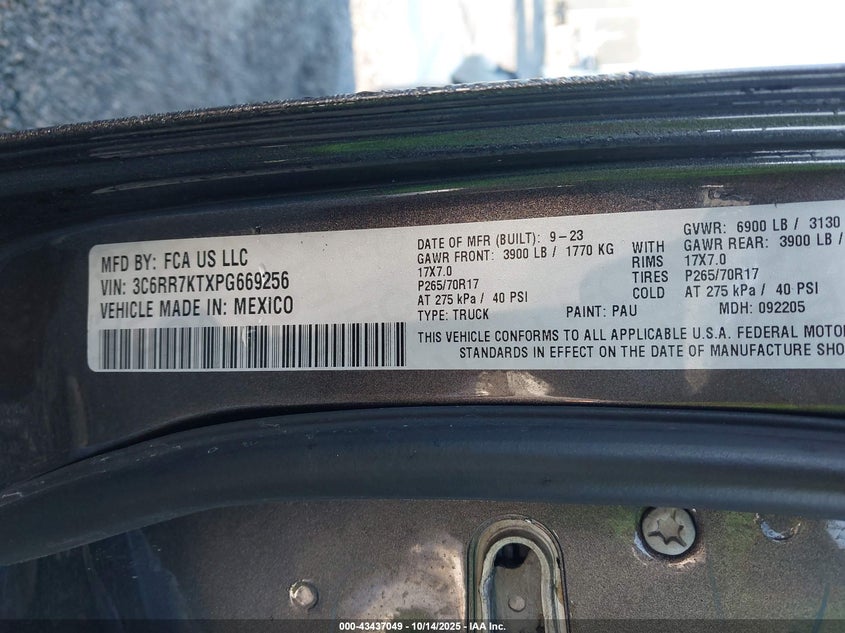 MFD BY: FCA US LLC
VIN: 3C6RR7KTXPG669256
VEHICLE MADE IN: MEXICO
DATE OF MFR (BUILT): 9-23 GVWR: 6900 LB / 3130
GAWR FRONT: 3900 LB / 1770 KG WITH GAWR REAR: 3900 LB /
17X7.0 RIMS 17X7.0
P265/70R17 TIRES P265/70R17
AT 275 kPa / 40 PSI COLD AT 275 kPa / 40 PSI
TYPE: TRUCK PAINT: PAU MDH: 092205
THIS VEHICLE CONFORMS TO ALL APPLICABLE U.S.A. FEDERAL MOTO
STANDARDS IN EFFECT ON THE DATE OF MANUFACTURE SHO
000-43437049 - 10/14/2025 - IAA Inc.